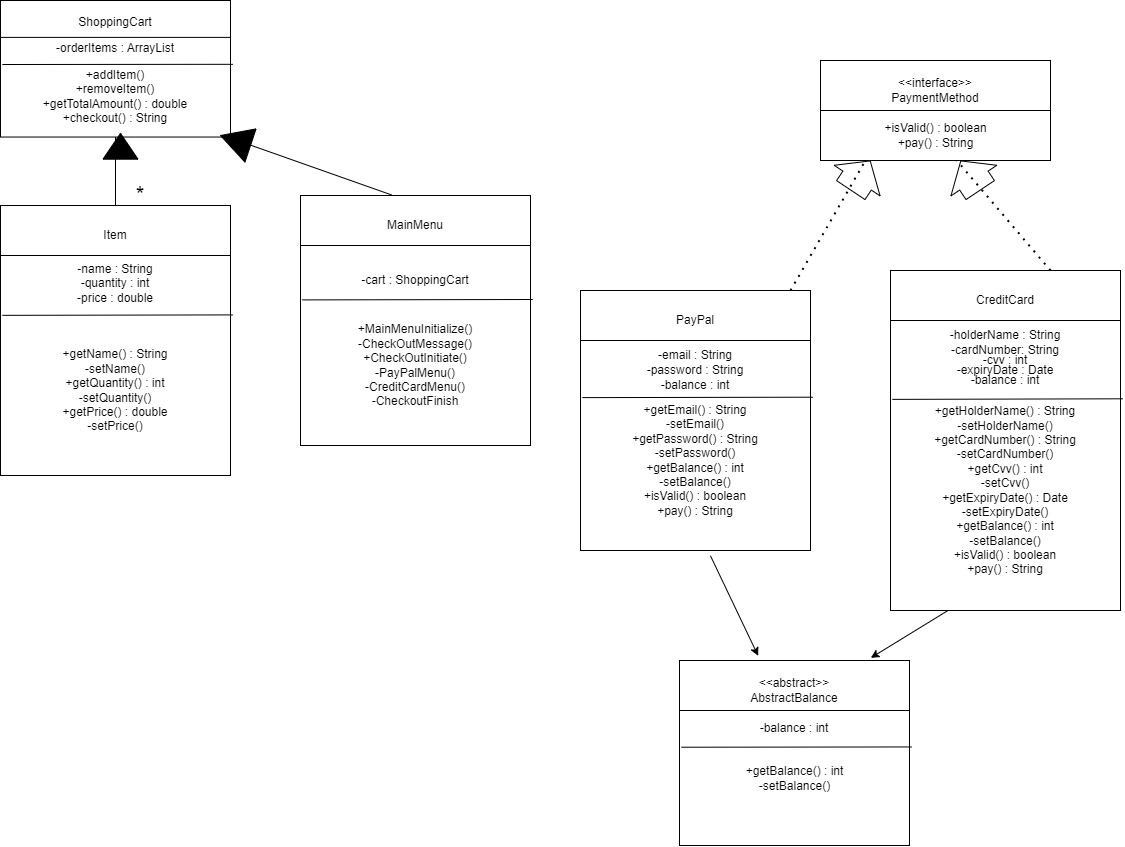 ShoppingCart
-orderItems : ArrayList
+addItem()
+removeItem()
+getTotalAmount() : double
+checkout() : String
*
Item
-name : String
-quantity : int
-price : double
+getName() : String
-setName()
+getQuantity() : int
-setQuantity()
+getPrice() : double
-setPrice()
MainMenu
-cart : ShoppingCart
+MainMenuInitialize()
-CheckOutMessage()
+CheckOutInitiate()
-PayPalMenu()
-CreditCardMenu()
-CheckoutFinish
<<interface>>
PaymentMethod
+isValid() : boolean
+pay() : String
PayPal
-email : String
-password : String
-balance : int
+getEmail() : String
-setEmail()
+getPassword() : String
-setPassword()
+getBalance() : int
-setBalance()
+isValid() : boolean
+pay() : String
CreditCard
-holderName : String
-cardNumber: String
-cvv : int
-expiryDate : Date
-balance : int
+getHolderName() : String
-setHolderName()
+getCardNumber() : String
-setCardNumber()
+getCvv() : int
-setCvv()
+getExpiryDate() : Date
-setExpiryDate()
+getBalance() : int
-setBalance()
+isValid() : boolean
+pay() : String
<<abstract>>
AbstractBalance
-balance : int
+getBalance() : int
-setBalance()